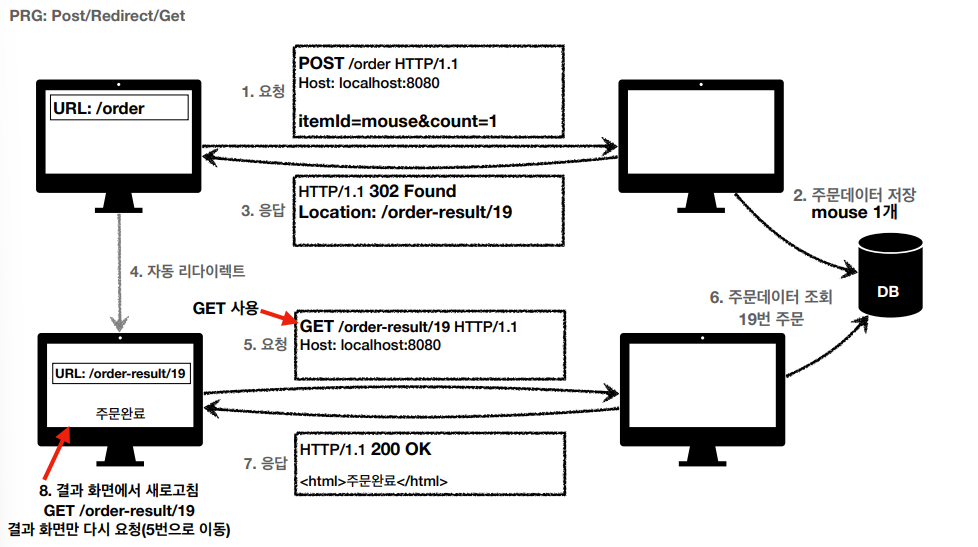 PRG: Post/Redirect/Get
URL: /order
1. 요청
POST /order HTTP/1.1
Host: localhost:8080
itemId=mouse&count=1
3. 응답
HTTP/1.1 302 Found
Location: /order-result/19
2. 주문데이터 저장
mouse 1개
DB
4. 자동 리다이렉트
GET 사용
5. 요청
GET /order-result/19 HTTP/1.1
Host: localhost:8080
6. 주문데이터 조회
19번 주문
URL: /order-result/19
주문완료
7. 응답
HTTP/1.1 200 OK
<html>주문완료</html>
8. 결과 화면에서 새로고침
GET /order-result/19
결과 화면만 다시 요청(5번으로 이동)